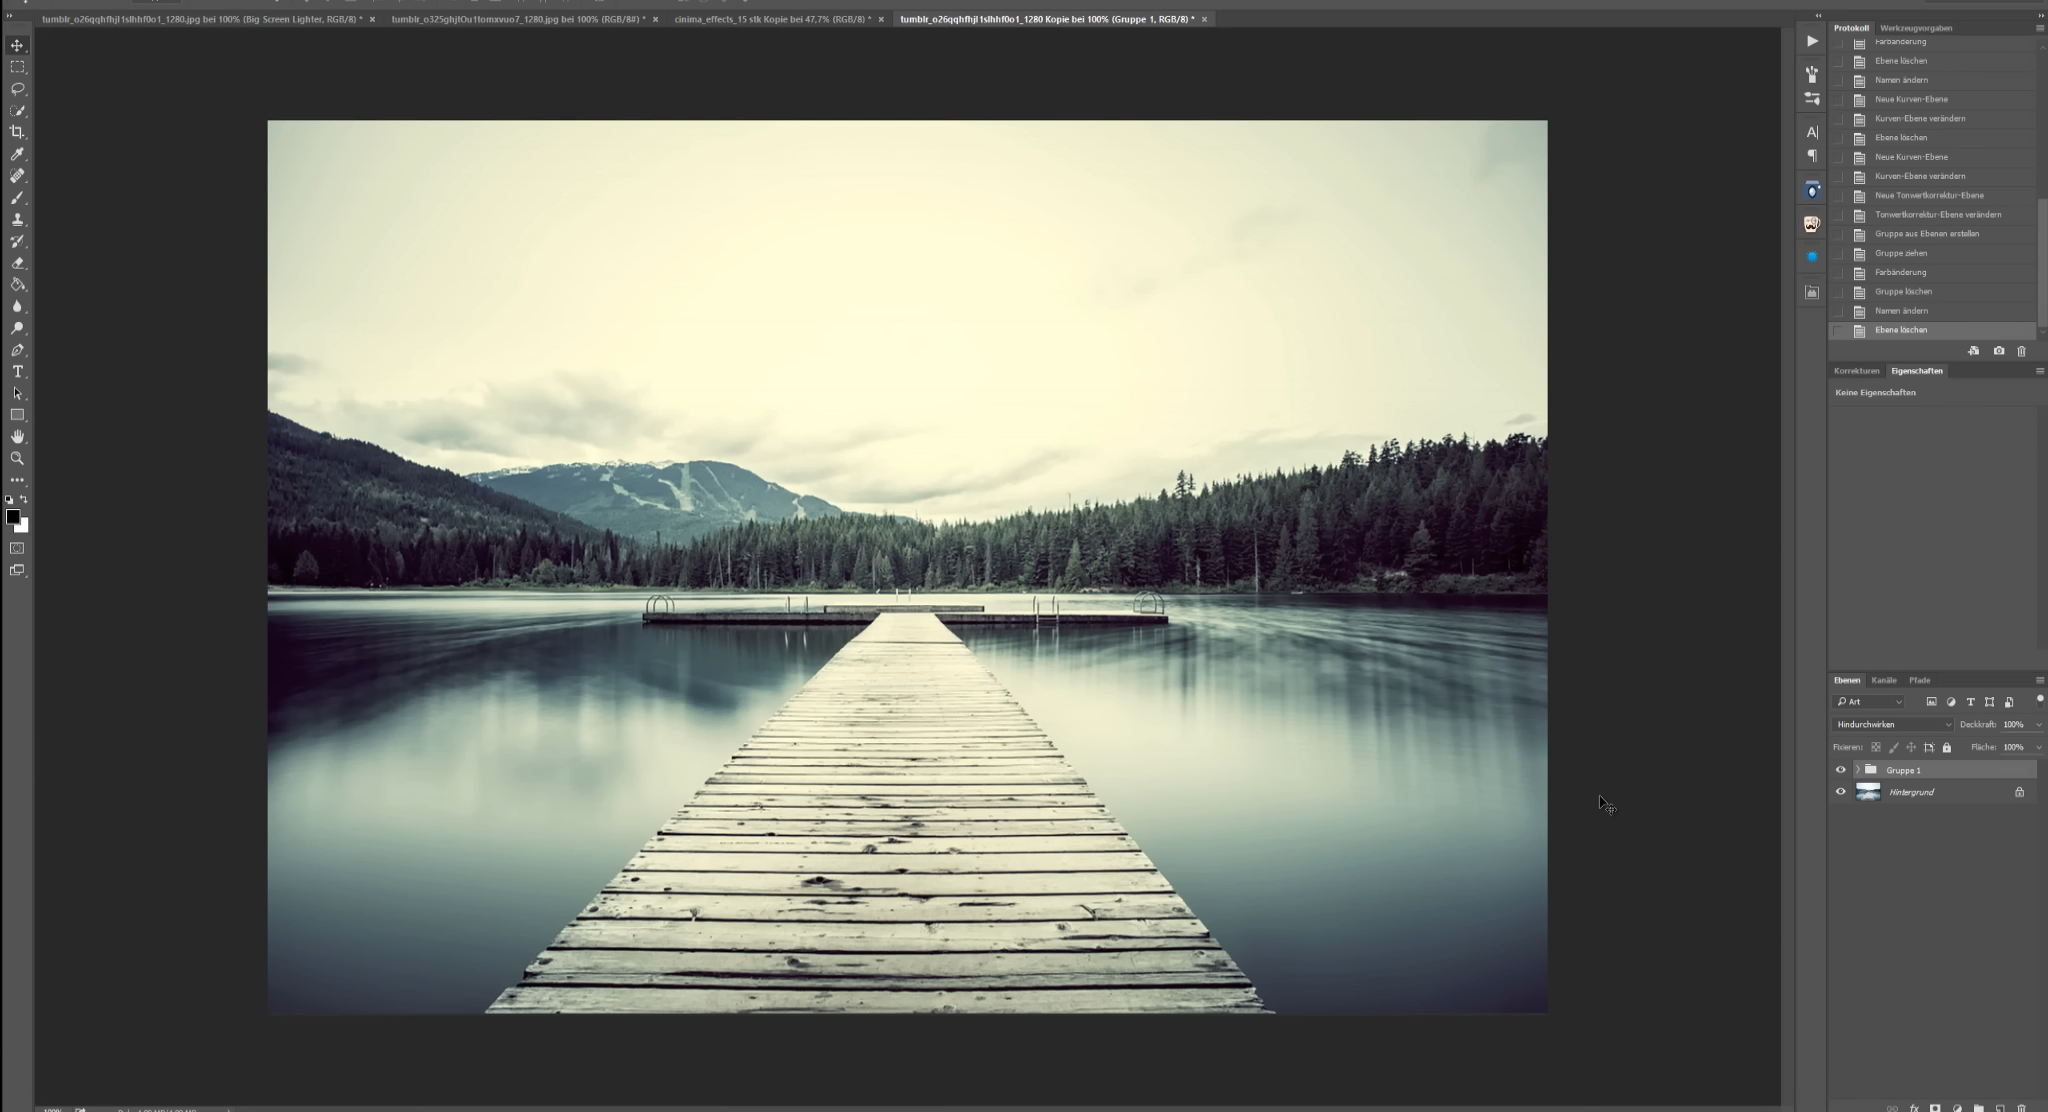 tumblr_o26qqhfhjl1slhhf0o1_1280.jpg bei 100% (Big Screen Lighter, RGB/8) *
tumblr_o325ghjtOu1tomxvuo7_1280.jpg bei 100% (RGB/8#) *
cinima_effects_15 stk Kopie bei 47,7% (RGB/8) *
tumblr_o26qqhfhjl1slhhf0o1_1280 Kopie bei 100% (Gruppe 1, RGB/8) *
Protokoll
Werkzeugvorgaben
Farbänderung
Ebene löschen
Namen ändern
Neue Kurven-Ebene
Kurven-Ebene verändern
Ebene löschen
Neue Kurven-Ebene
Kurven-Ebene verändern
Neue Tonwertkorrektur-Ebene
Tonwertkorrektur-Ebene verändern
Gruppe aus Ebenen erstellen
Gruppe ziehen
Farbänderung
Gruppe löschen
Namen ändern
Ebene löschen
Korrekturen
Eigenschaften
Keine Eigenschaften
Ebenen
Kanäle
Pfade
Art
Hindurchwirken
Deckkraft: 100%
Fixieren:
Fläche: 100%
Gruppe 1
Hintergrund